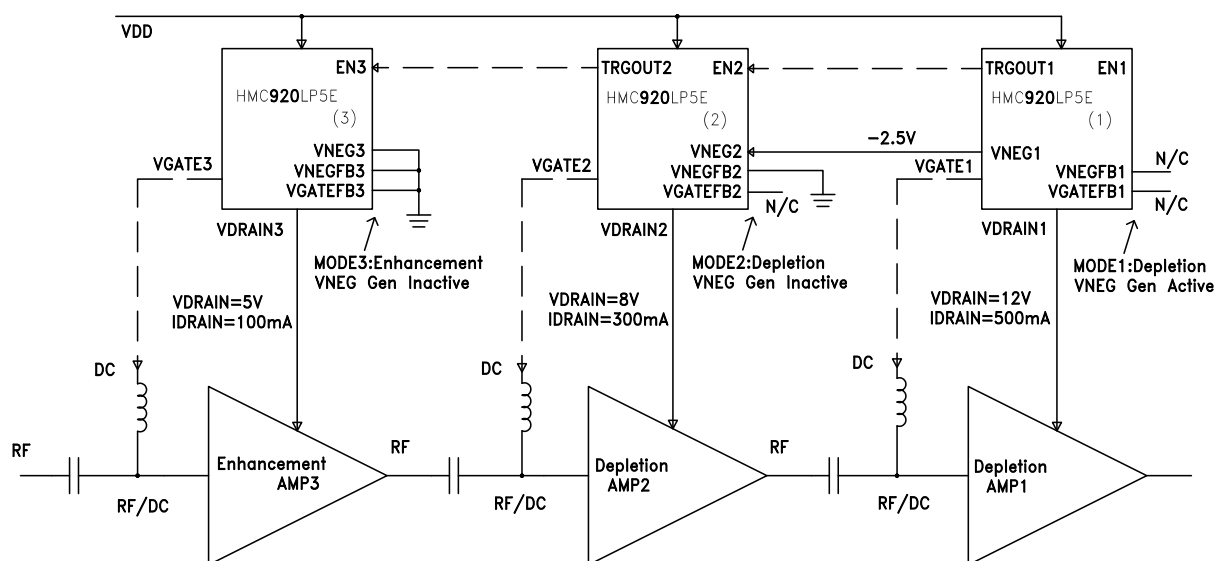 VDD
EN3
HMC920LP5E
(3)
VNEG3
VNEGFB3
VGATEFB3
VGATE3
VDRAIN3
MODE3:Enhancement
VNEG Gen Inactive
VDRAIN=5V
IDRAIN=100mA
DC
RF
RF/DC
Enhancement
AMP3
RF
TRGOUT2
EN2
HMC920LP5E
(2)
VNEG2
VNEGFB2
VGATEFB2
N/C
VGATE2
VDRAIN2
MODE2:Depletion
VNEG Gen Inactive
VDRAIN=8V
IDRAIN=300mA
DC
RF/DC
Depletion
AMP2
RF
-2.5V
TRGOUT1
EN1
HMC920LP5E
(1)
VNEG1
VNEGFB1
VGATEFB1
N/C
N/C
VGATE1
VDRAIN1
MODE1:Depletion
VNEG Gen Active
VDRAIN=12V
IDRAIN=500mA
DC
RF/DC
Depletion
AMP1